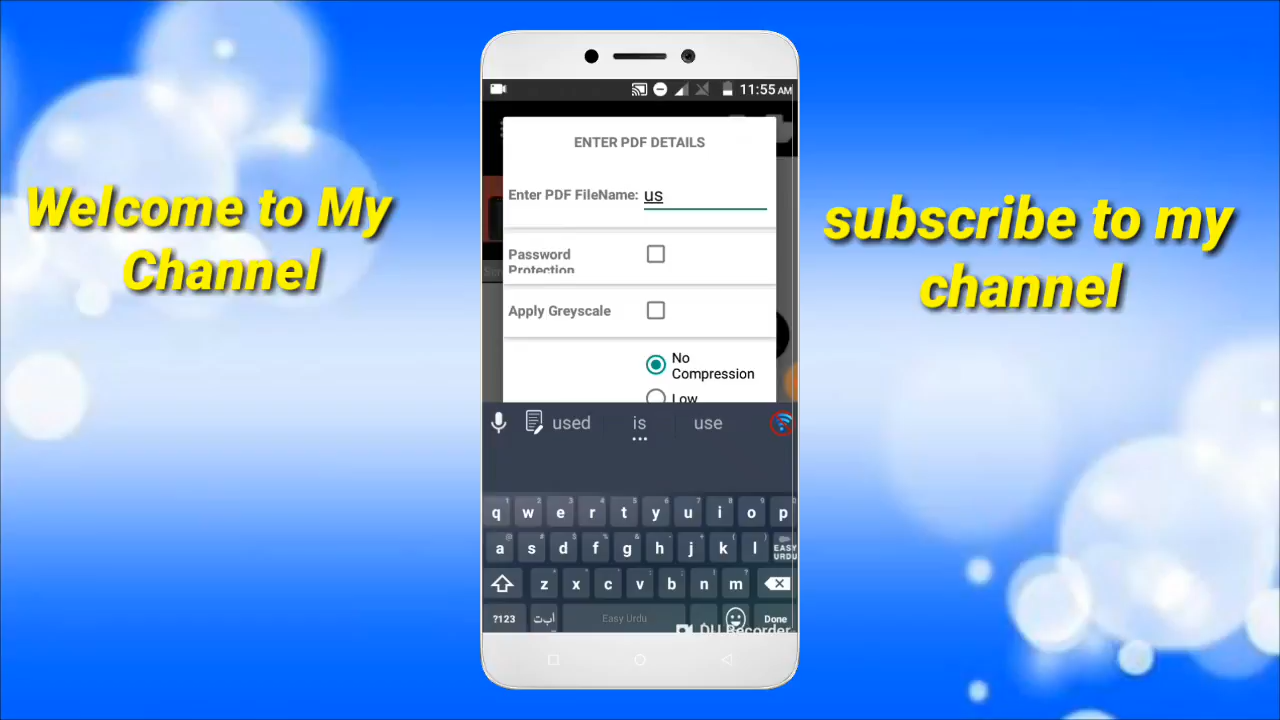 Welcome to My
Channel
subscribe to my
channel
11:55 AM
ENTER PDF DETAILS
Enter PDF FileName: us
Password
Protection
Apply Greyscale
No
Compression
Low
used is use
q w e r t y u i o p
a s d f g h j k l EASY
URDU
z x c v b n m
?123 ا ب ت Easy Urdu Done
DU Recorder